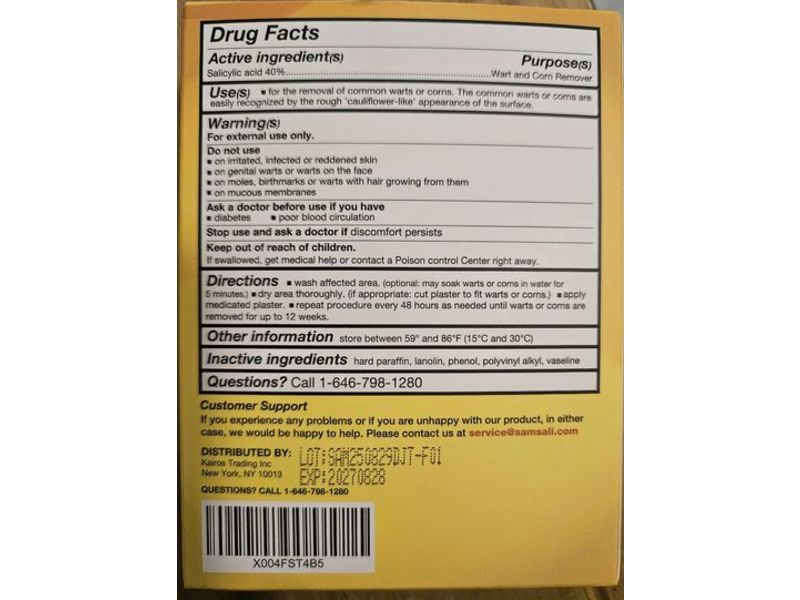 Drug Facts
Active ingredient(s) Purpose(s)
Salicylic acid 40%............................................................Wart and Corn Remover
Use(s) ■ for the removal of common warts or corns. The common warts or corns are
easily recognized by the rough 'cauliflower-like' appearance of the surface.
Warning(s)
For external use only.
Do not use
■ on irritated, infected or reddened skin
■ on genital warts or warts on the face
■ on moles, birthmarks or warts with hair growing from them
■ on mucous membranes
Ask a doctor before use if you have
■ diabetes ■ poor blood circulation
Stop use and ask a doctor if discomfort persists
Keep out of reach of children.
If swallowed, get medical help or contact a Poison control Center right away.
Directions ■ wash affected area. (optional: may soak warts or corns in water for
5 minutes.) ■ dry area thoroughly. (if appropriate: cut plaster to fit warts or corns.) ■ apply
medicated plaster. ■ repeat procedure every 48 hours as needed until warts or corns are
removed for up to 12 weeks.
Other information store between 59° and 86°F (15°C and 30°C)
Inactive ingredients hard paraffin, lanolin, phenol, polyvinyl alkyl, vaseline
Questions? Call 1-646-798-1280
Customer Support
If you experience any problems or if you are unhappy with our product, in either
case, we would be happy to help. Please contact us at service@samsali.com
DISTRIBUTED BY:
Kairos Trading Inc
New York, NY 10013
LOT:SAM250829DJT-F01
EXP:20270828
QUESTIONS? CALL 1-646-798-1280
X004FST4B5